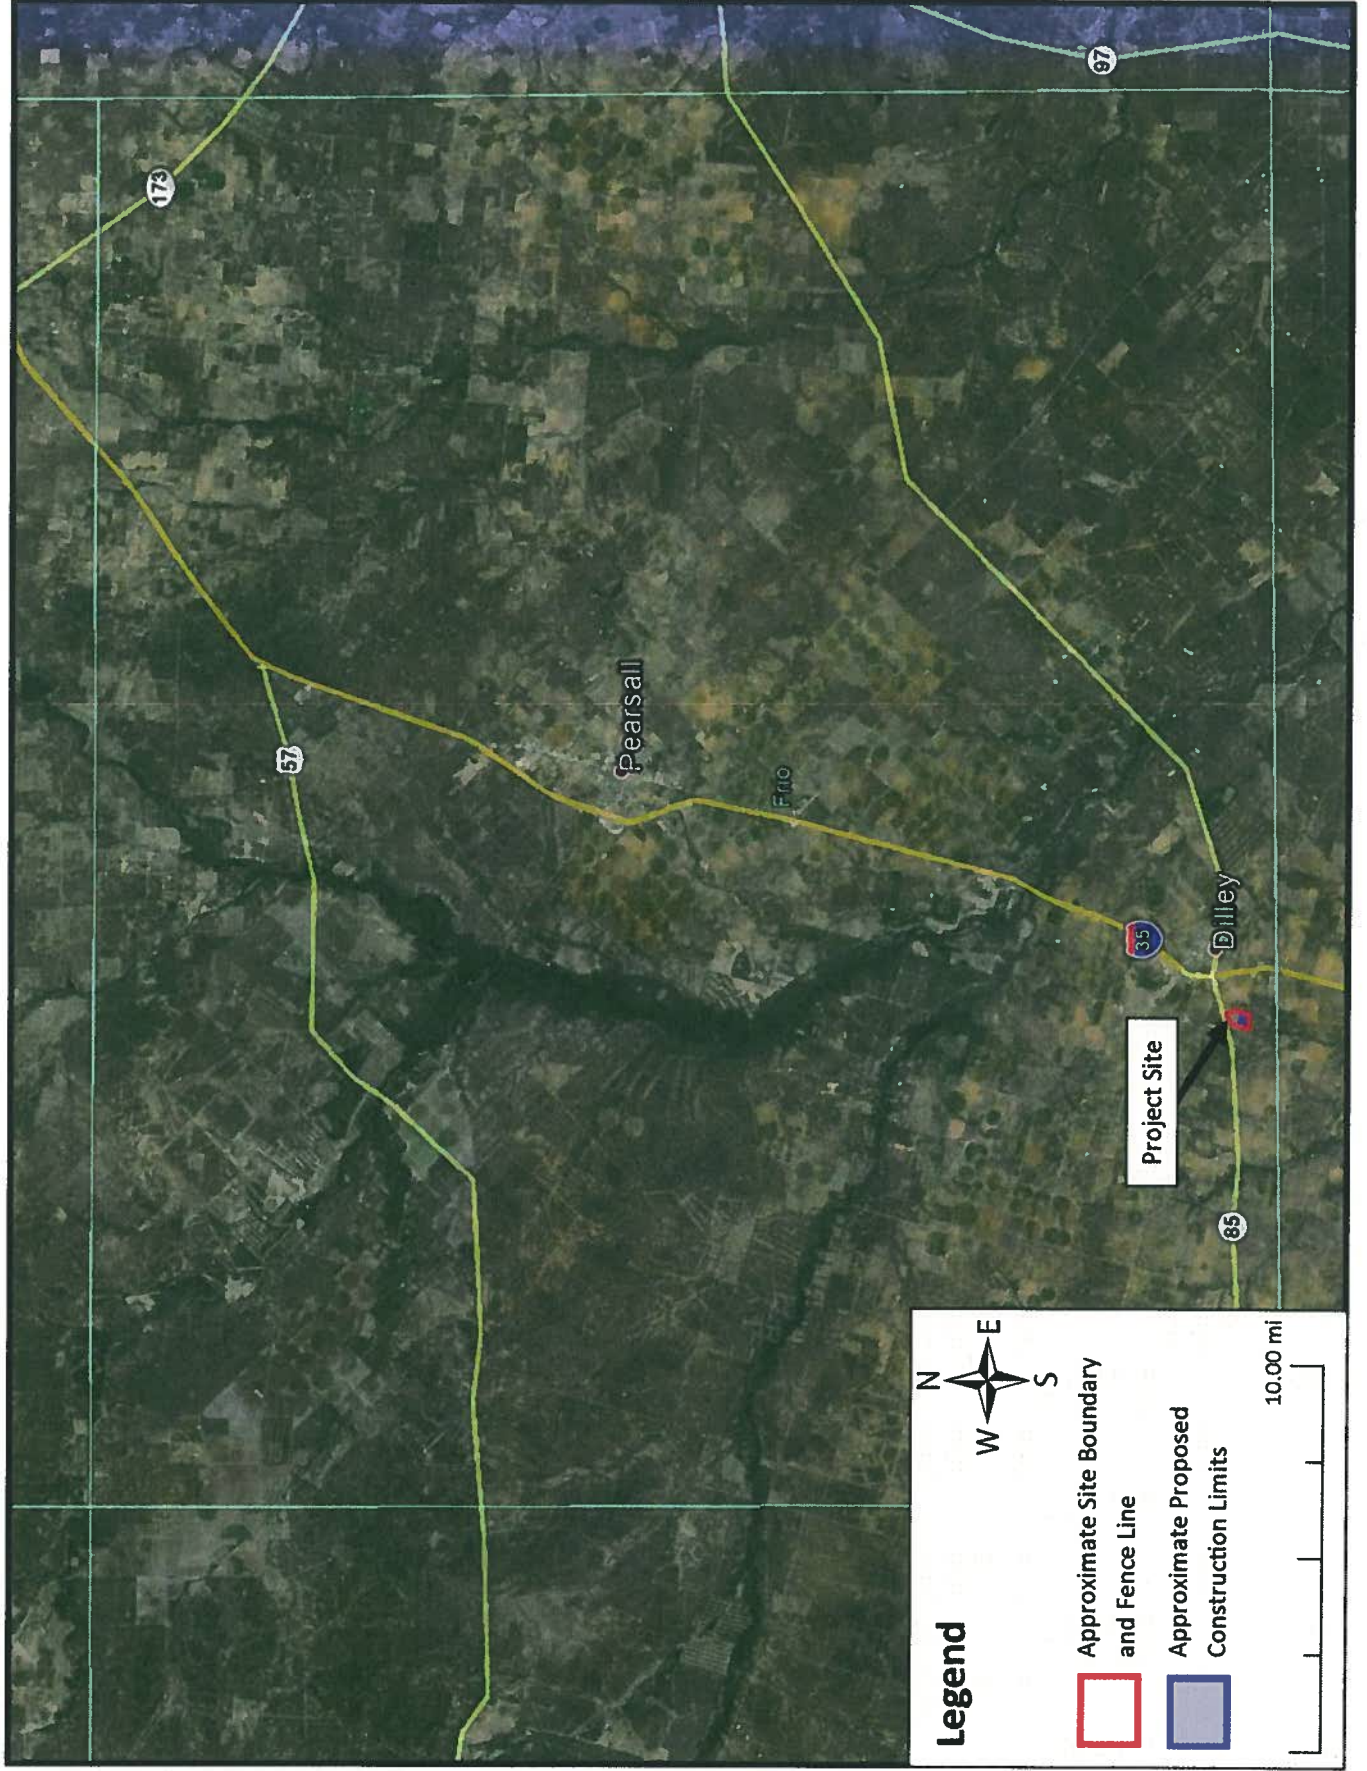 173
97
57
Pearsall
Frio
35
Dilley
Project Site
85
Legend
N
W E
S
Approximate Site Boundary
and Fence Line
Approximate Proposed
Construction Limits
10.00 mi